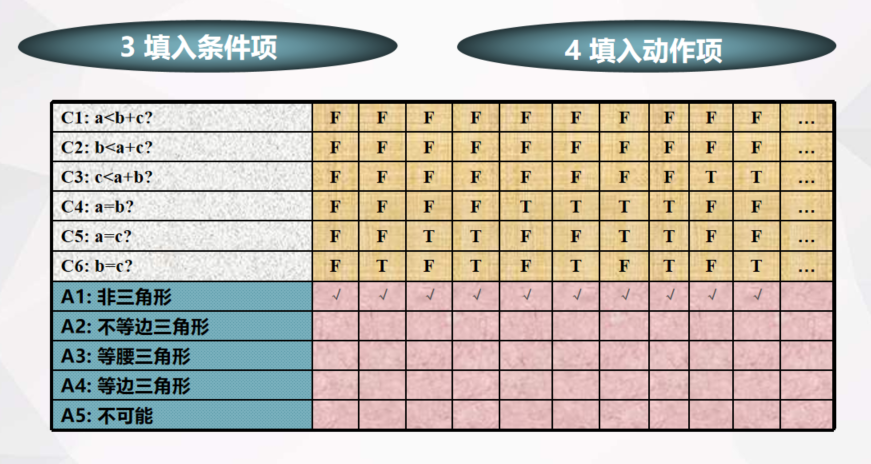 3 填入条件项
4 填入动作项
C1: a<b+c? F F F F F F F F F F …
C2: b<a+c? F F F F F F F F F F …
C3: c<a+b? F F F F F F F F T T …
C4: a=b? F F F F T T T T F F …
C5: a=c? F F T T F F T T F F …
C6: b=c? F T F T F T F T F T …
A1: 非三角形 √ √ √ √ √ √ √ √ √ √
A2: 不等边三角形
A3: 等腰三角形
A4: 等边三角形
A5: 不可能